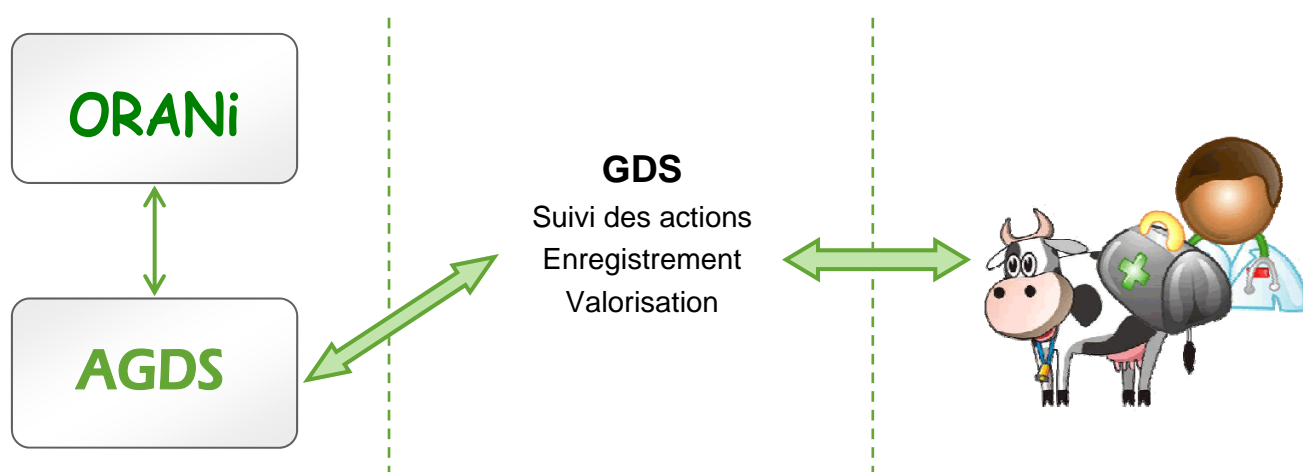 ORANi
AGDS
GDS
Suivi des actions
Enregistrement
Valorisation